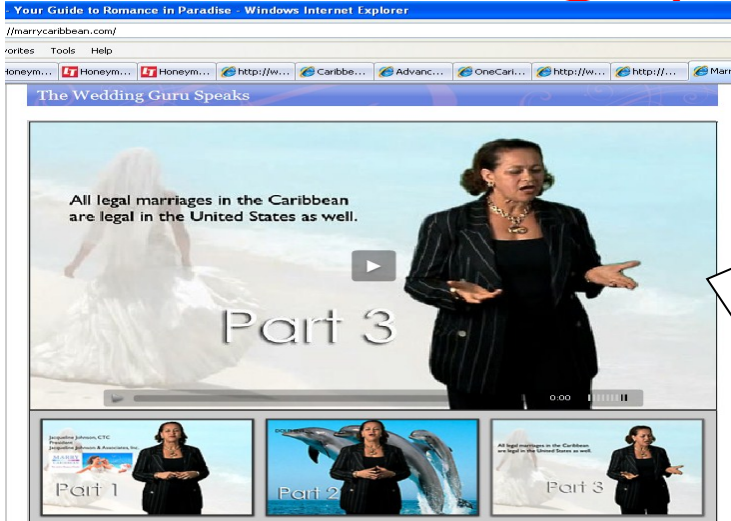 - Your Guide to Romance in Paradise - Windows Internet Explorer
//marrycaribbean.com/
vorites Tools Help
Honeym... Honeym... Honeym... http://w... Caribbe... Advanc... OneCari... http://w... http://... Marr
The Wedding Guru Speaks
All legal marriages in the Caribbean
are legal in the United States as well.
Part 3
0:00
Jacqueline Johnson, CTC
President
Jacqueline Johnson & Associates, Inc.
MARRY
Part 1
DOLPHINS
Part 2
All legal marriages in the Caribbean
are legal in the United States as well.
Part 3